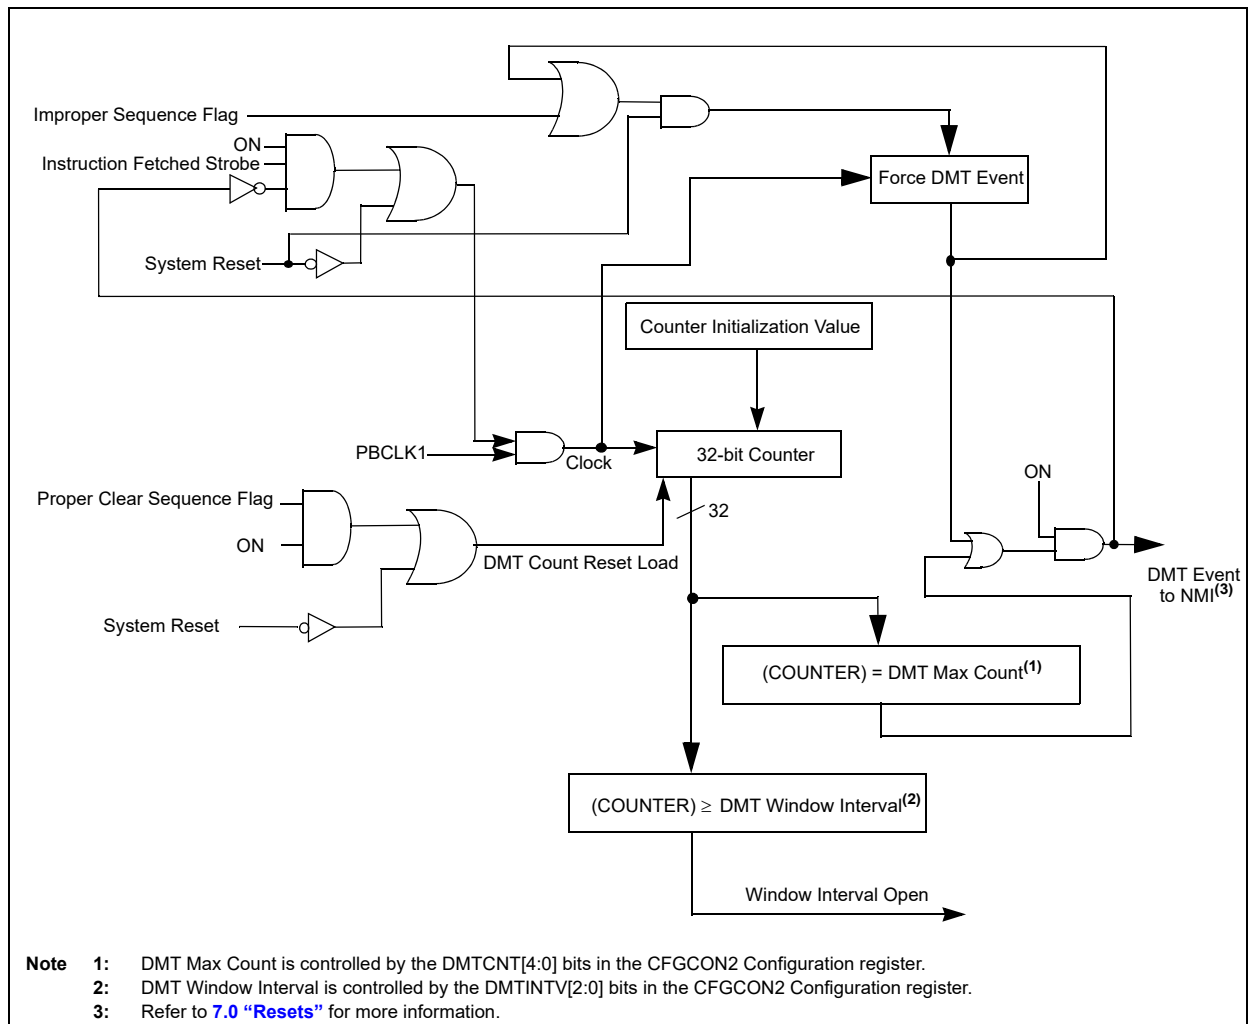 Improper Sequence Flag
ON
Instruction Fetched Strobe
Force DMT Event
System Reset
Counter Initialization Value
PBCLK1
Clock
32-bit Counter
ON
Proper Clear Sequence Flag
32
ON
DMT Count Reset Load
DMT Event
to NMI(3)
System Reset
(COUNTER) = DMT Max Count(1)
(COUNTER) ≥ DMT Window Interval(2)
Window Interval Open
Note 1: DMT Max Count is controlled by the DMTCNT[4:0] bits in the CFGCON2 Configuration register.
2: DMT Window Interval is controlled by the DMTINTV[2:0] bits in the CFGCON2 Configuration register.
3: Refer to 7.0 “Resets” for more information.